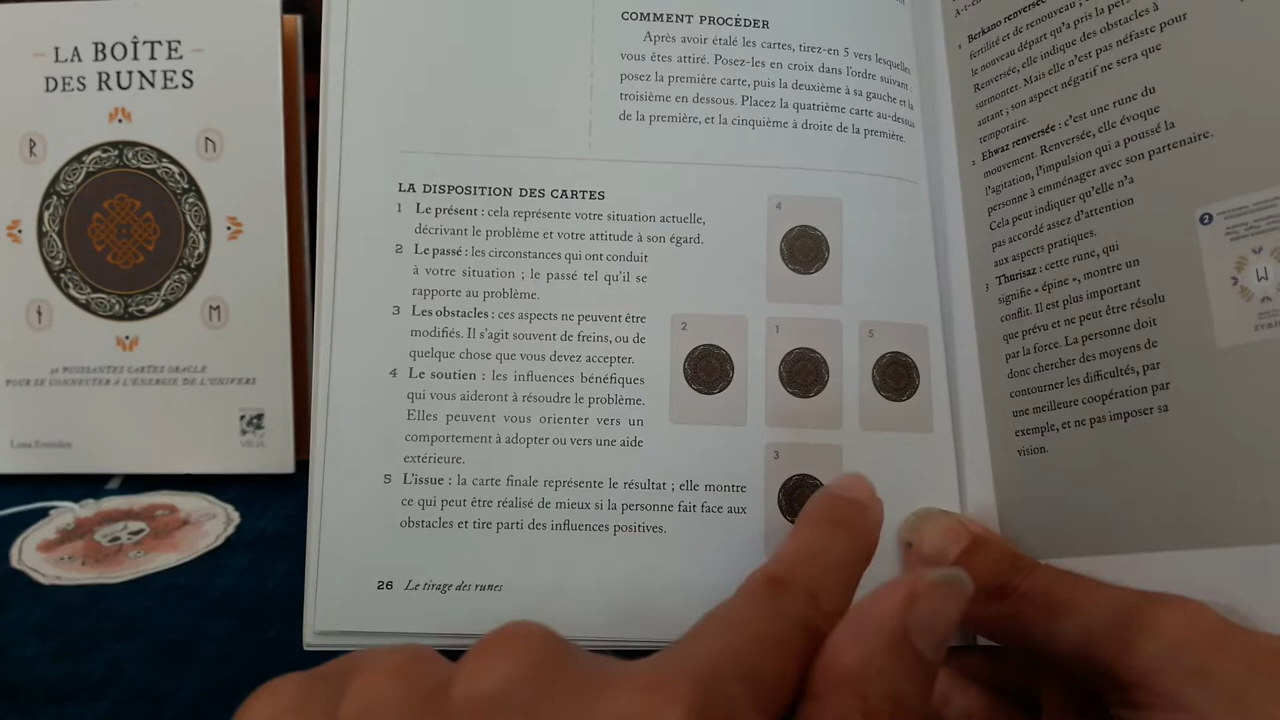 LA BOÎTE
DES RUNES
ᚱ
ᚢ
ᚾ
ᛖ
36 PUISSANTES CARTES ORACLE
POUR SE CONNECTER À L'ÉNERGIE DE L'UNIVERS
VEGA
COMMENT PROCÉDER
Après avoir étalé les cartes, tirez-en 5 vers lesquelles
vous êtes attiré. Posez-les en croix dans l'ordre suivant :
posez la première carte, puis la deuxième à sa gauche et la
troisième en dessous. Placez la quatrième carte au-dessus
de la première, et la cinquième à droite de la première.
LA DISPOSITION DES CARTES
1 Le présent : cela représente votre situation actuelle,
décrivant le problème et votre attitude à son égard.
2 Le passé : les circonstances qui ont conduit
à votre situation ; le passé tel qu'il se
rapporte au problème.
3 Les obstacles : ces aspects ne peuvent être
modifiés. Il s'agit souvent de freins, ou de
quelque chose que vous devez accepter.
4 Le soutien : les influences bénéfiques
qui vous aideront à résoudre le problème.
Elles peuvent vous orienter vers un
comportement à adopter ou vers une aide
extérieure.
5 L'issue : la carte finale représente le résultat ; elle montre
ce qui peut être réalisé de mieux si la personne fait face aux
obstacles et tire parti des influences positives.
4
2
1
5
3
26 Le tirage des runes
1 Berkano renversée
fertilité et de renouveau ;
le nouveau départ qu'a pris la
Renversée, elle indique des obstacles à
surmonter. Mais elle n'est pas néfaste pour
autant ; son aspect négatif ne sera que
temporaire.
2 Ehwaz renversée : c'est une rune du
mouvement. Renversée, elle évoque
l'agitation, l'impulsion qui a poussé la
personne à emménager avec son partenaire.
Cela peut indiquer qu'elle n'a
pas accordé assez d'attention
aux aspects pratiques.
3 Thurisaz : cette rune, qui
signifie « épine », montre un
conflit. Il est plus important
que prévu et ne peut être résolu
par la force. La personne doit
donc chercher des moyens de
contourner les difficultés, par
une meilleure coopération par
exemple, et ne pas imposer sa
vision.
2